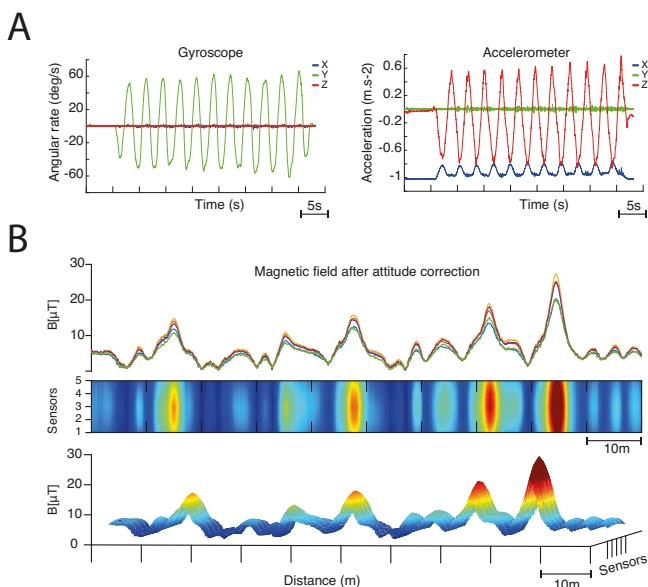 A
Gyroscope
X
Y
Z
Angular rate (deg/s)
60
20
-20
-60
Time (s)
5s
Accelerometer
X
Y
Z
Acceleration (m.s-2)
0.6
0.2
-0.2
-0.6
-1
Time (s)
5s
B
Magnetic field after attitude correction
B[µT]
30
20
10
Sensors
5
4
3
2
1
10m
B[µT]
30
20
10
0
Distance (m)
10m
Sensors